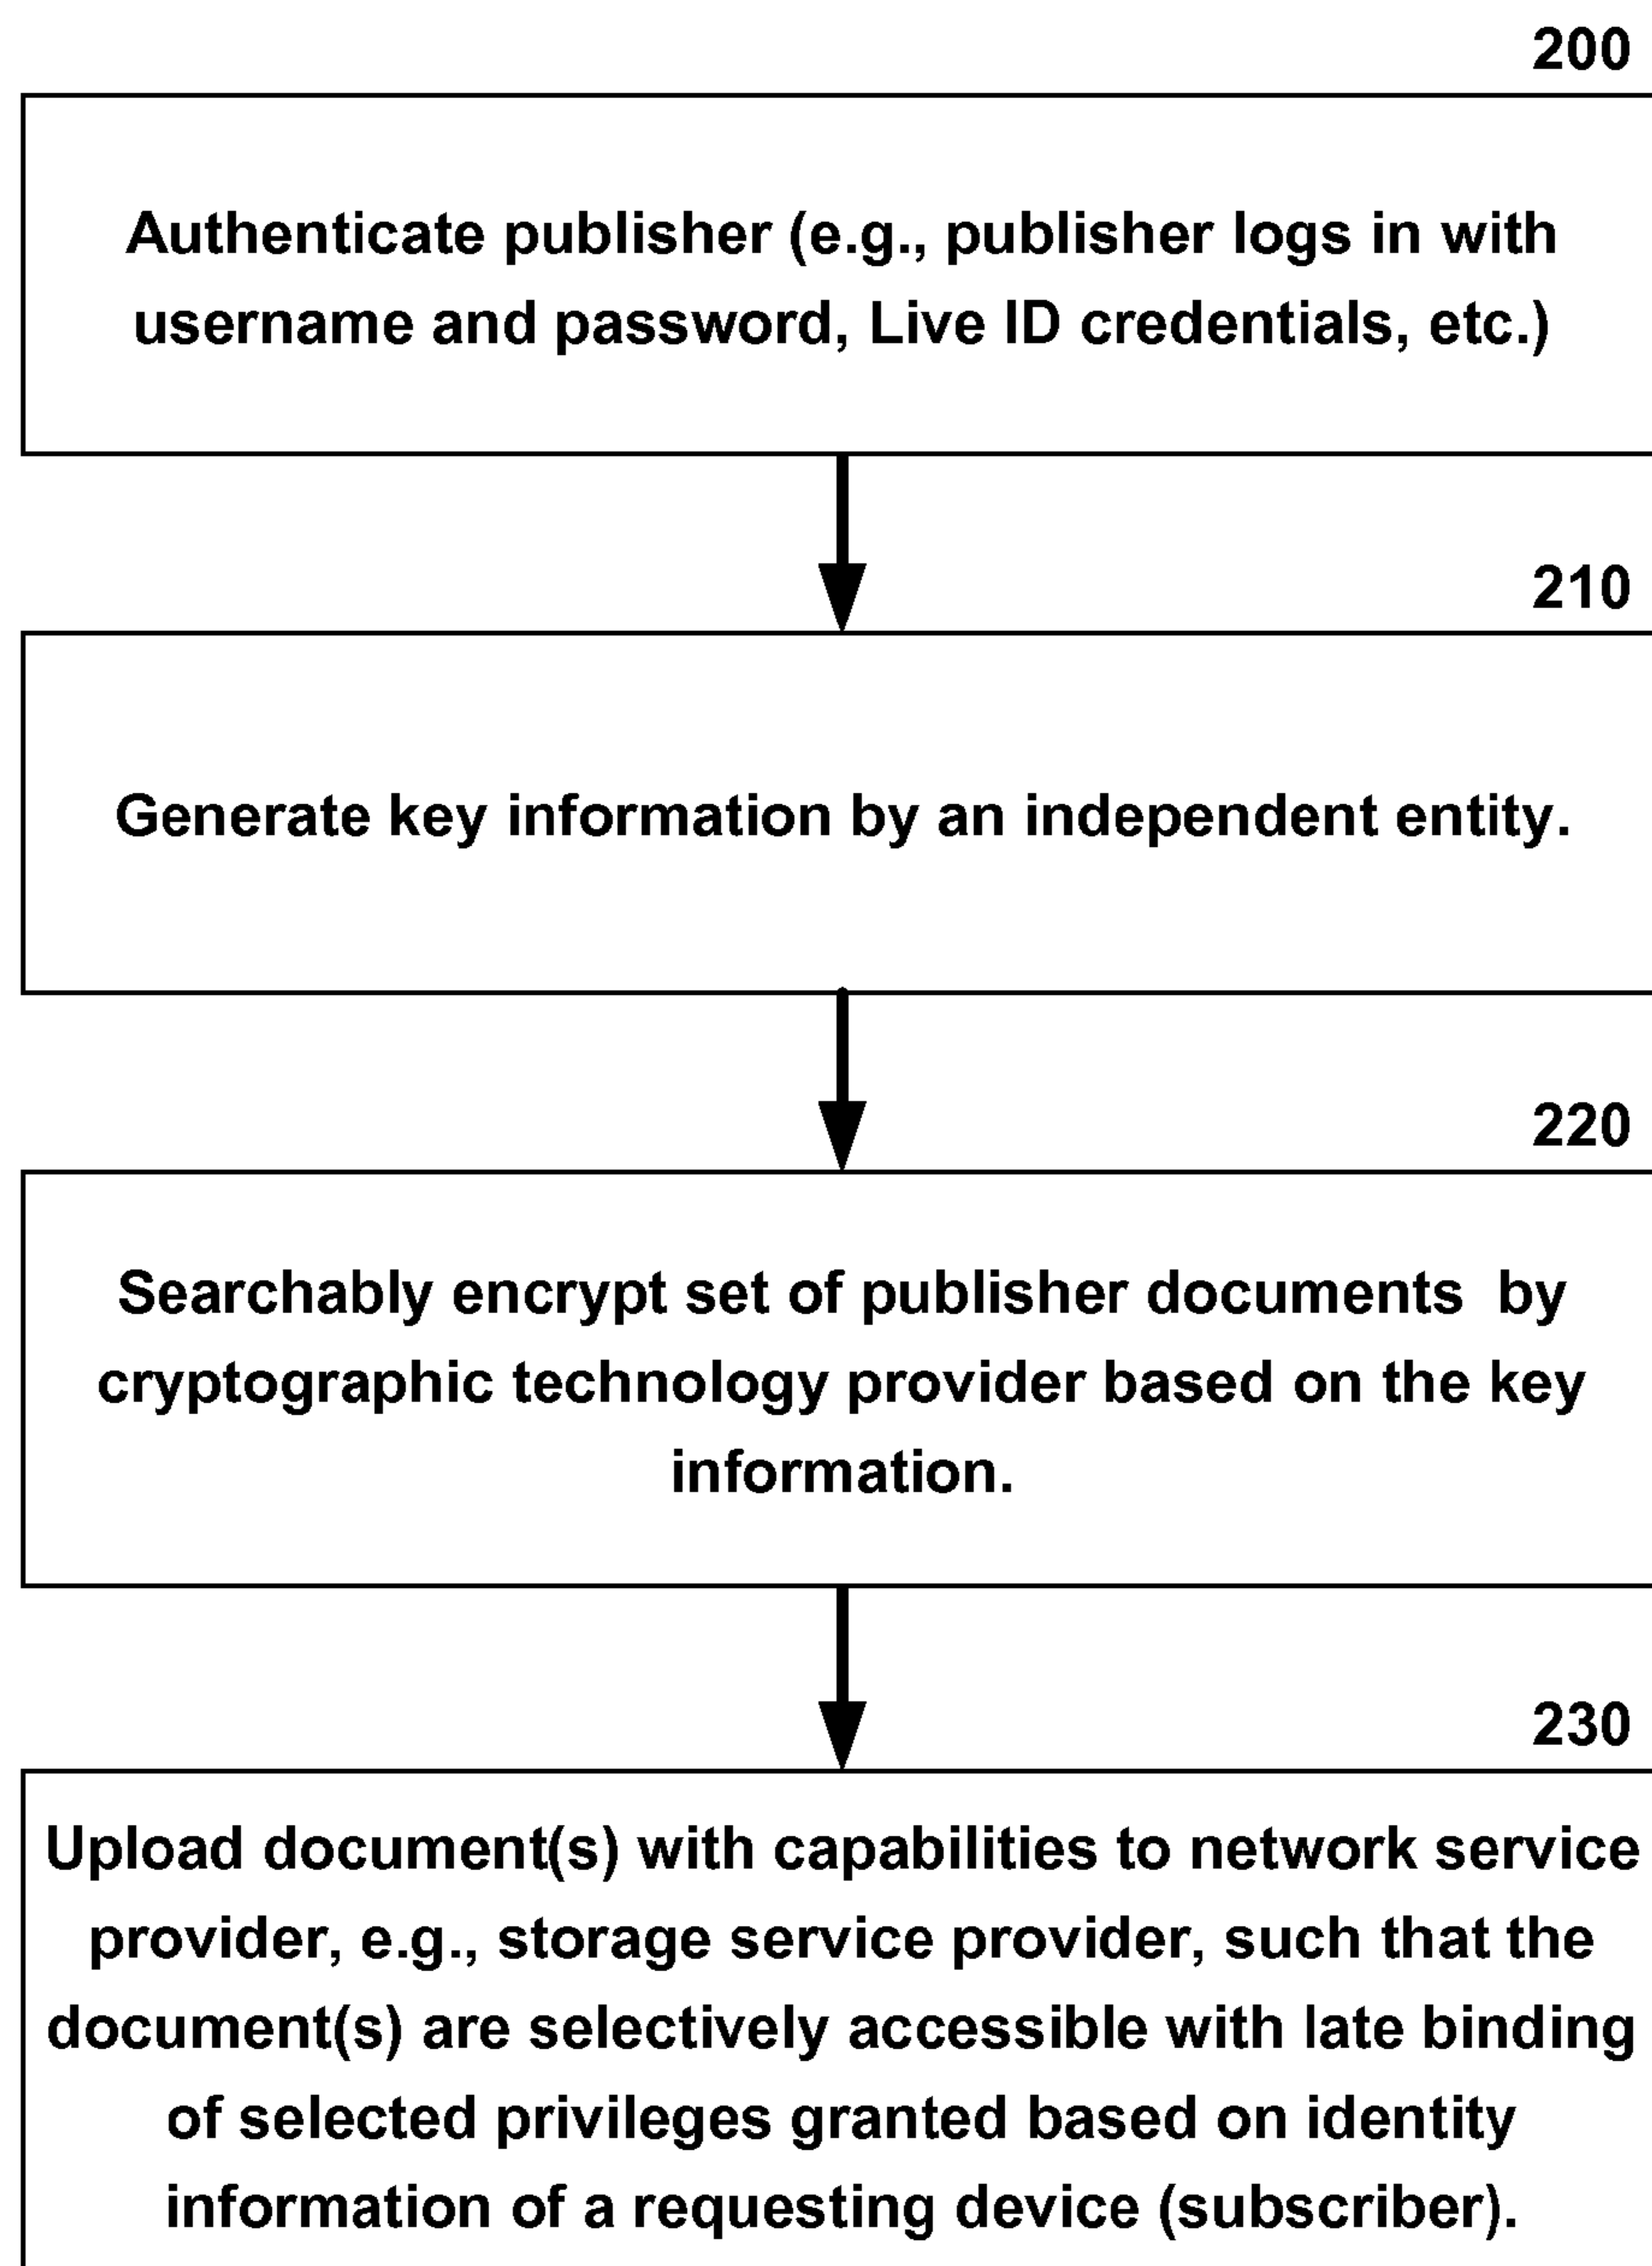 200
Authenticate publisher (e.g., publisher logs in with
username and password, Live ID credentials, etc.)
210
Generate key information by an independent entity.
220
Searchably encrypt set of publisher documents by
cryptographic technology provider based on the key
information.
230
Upload document(s) with capabilities to network service
provider, e.g., storage service provider, such that the
document(s) are selectively accessible with late binding
of selected privileges granted based on identity
information of a requesting device (subscriber).